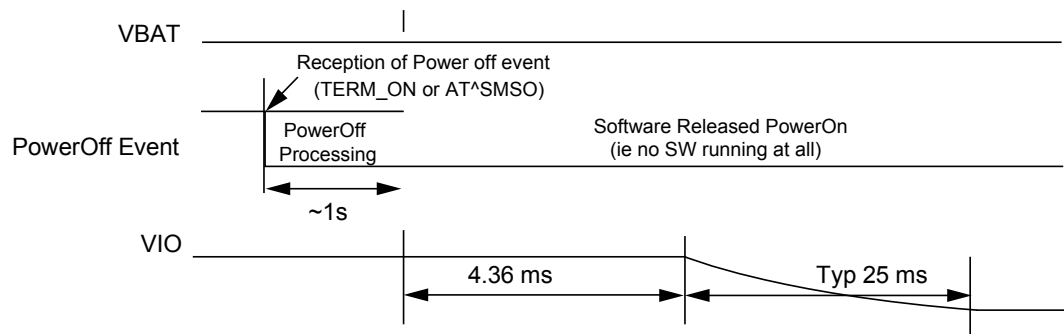 VBAT
Reception of Power off event
(TERM_ON or AT^SMSO)
PowerOff Event
PowerOff
Processing
Software Released PowerOn
(ie no SW running at all)
~1s
VIO
4.36 ms
Typ 25 ms